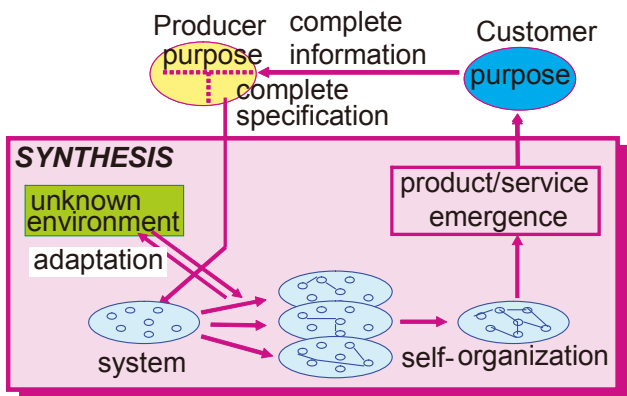 Producer
purpose
complete
information
Customer
purpose
complete
specification
SYNTHESIS
unknown
environment
adaptation
product/service
emergence
system
self-organization